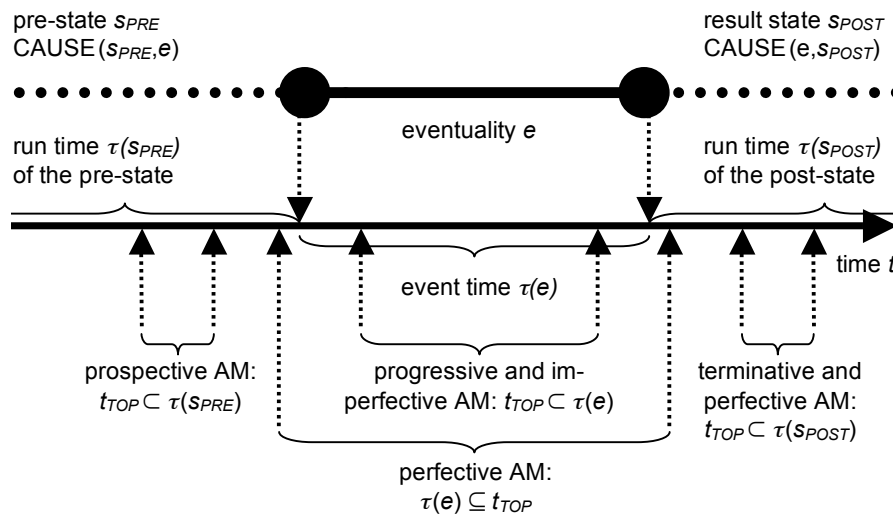 pre-state sPRE
CAUSE(sPRE,e)
result state sPOST
CAUSE(e,sPOST)
eventuality e
run time τ(sPRE)
of the pre-state
run time τ(sPOST)
of the post-state
time t
event time τ(e)
prospective AM:
tTOP ⊂ τ(sPRE)
progressive and im-
perfective AM: tTOP ⊂ τ(e)
terminative and
perfective AM:
tTOP ⊂ τ(sPOST)
perfective AM:
τ(e) ⊆ tTOP